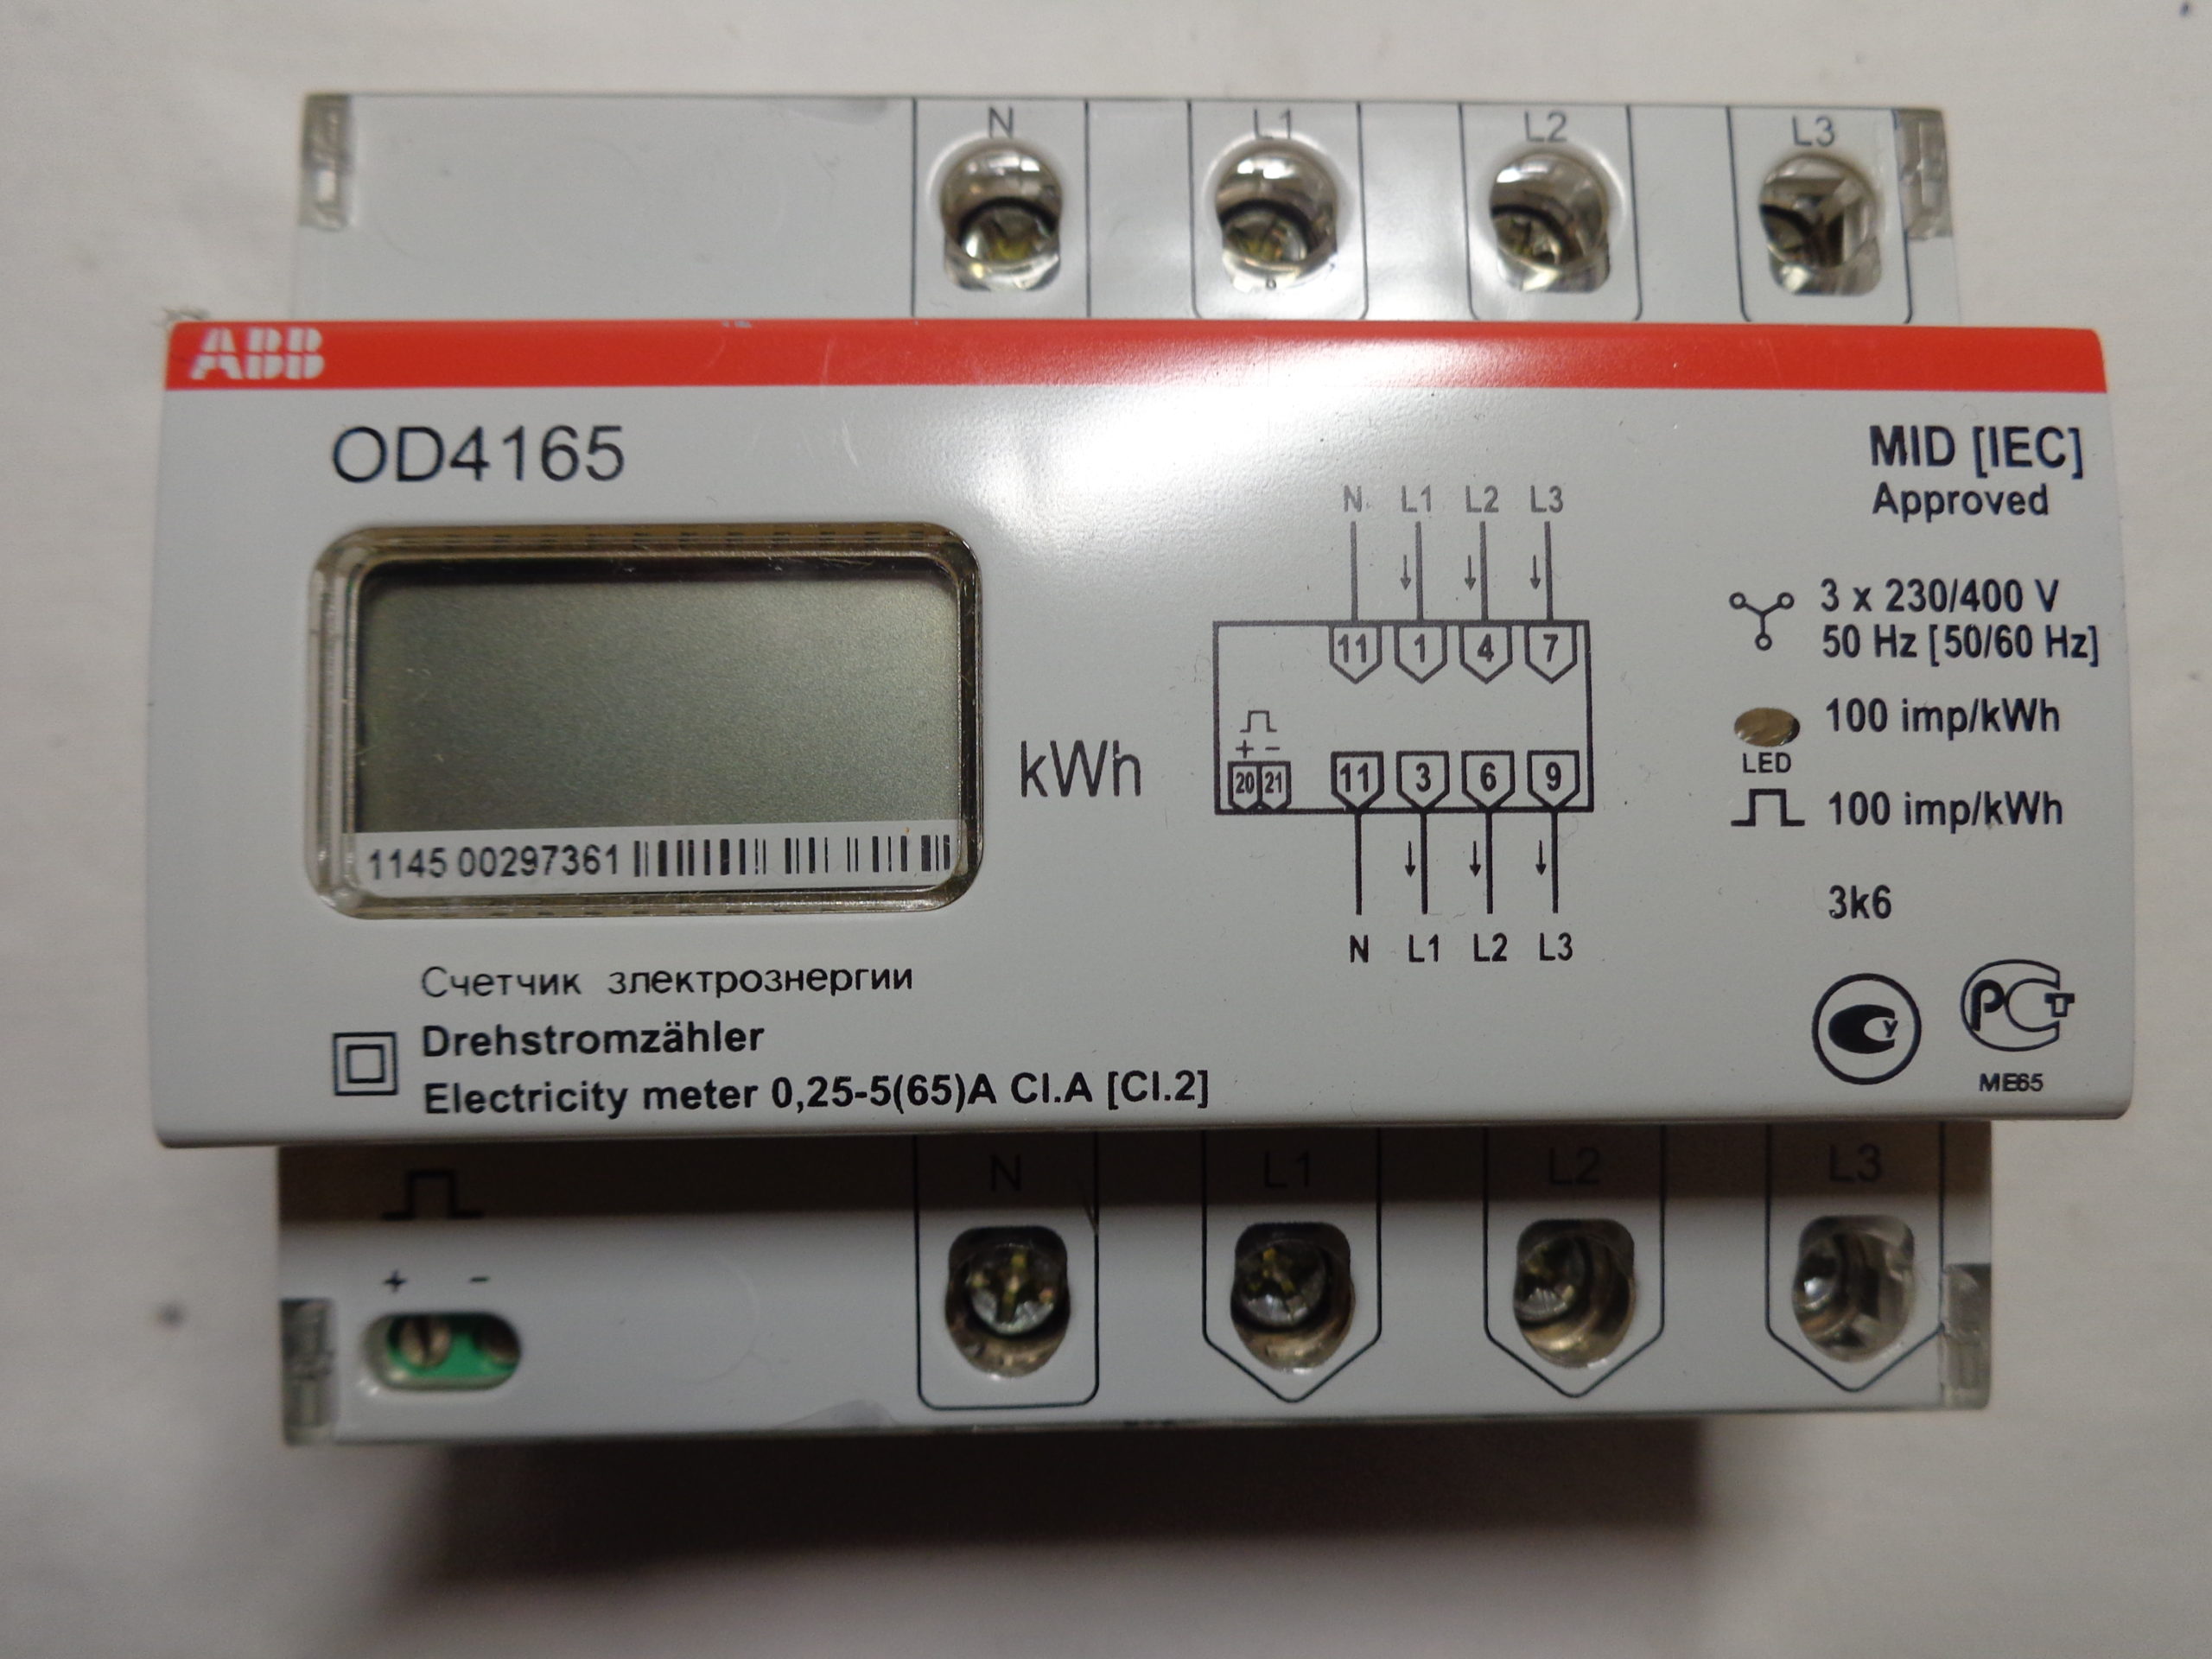 N L1 L2 L3
ABB
OD4165
MID [IEC]
Approved
N L1 L2 L3
3 x 230/400 V
50 Hz [50/60 Hz]
11 1 4 7
100 imp/kWh
LED
kWh
+ -
20 21 11 3 6 9
100 imp/kWh
1145 00297361
3k6
N L1 L2 L3
Счетчик злектрознергии
Drehstromzähler
Electricity meter 0,25-5(65)A Cl.A [Cl.2]
У
РСТ
ME65
N L1 L2 L3
+ -